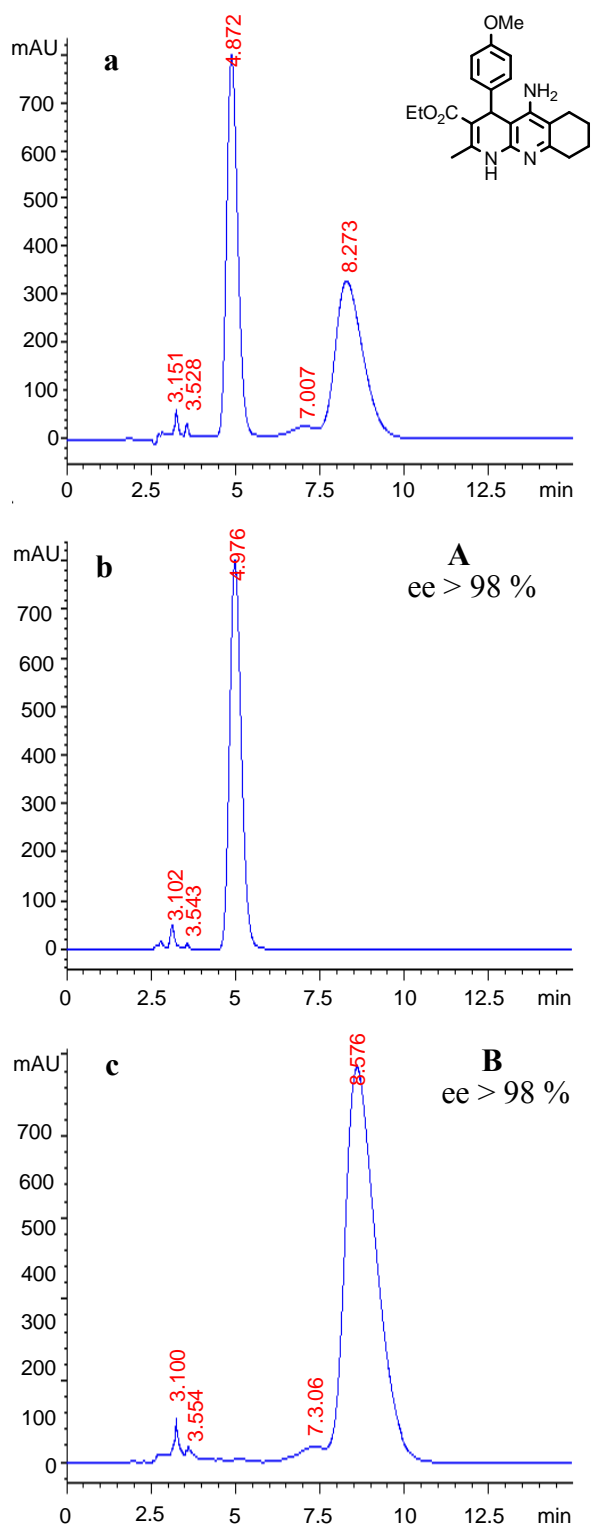 mAU
a
4.872
OMe
NH2
EtO2C
N
H
N
700
600
500
400
300
200
100
0
3.151
3.528
7.007
8.273
0 2.5 5 7.5 10 12.5 min
mAU
b
4.976
A
ee > 98 %
700
600
500
400
300
200
100
0
3.102
3.543
0 2.5 5 7.5 10 12.5 min
mAU
c
8.576
B
ee > 98 %
700
600
500
400
300
200
100
0
3.100
3.554
7.3.06
0 2.5 5 7.5 10 12.5 min